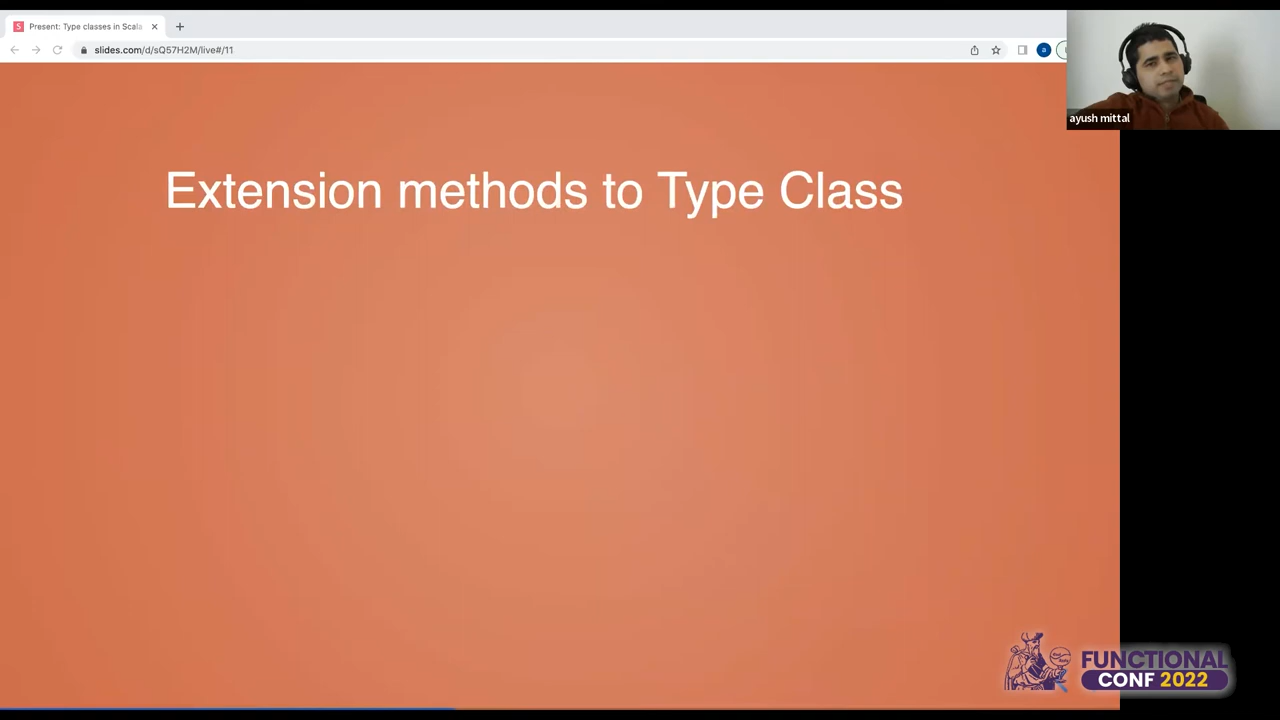 S Present: Type classes in Scala
slides.com/d/sQ57H2M/live#/11
a
ayush mittal
Extension methods to Type Class
FUNCTIONAL
CONF 2022